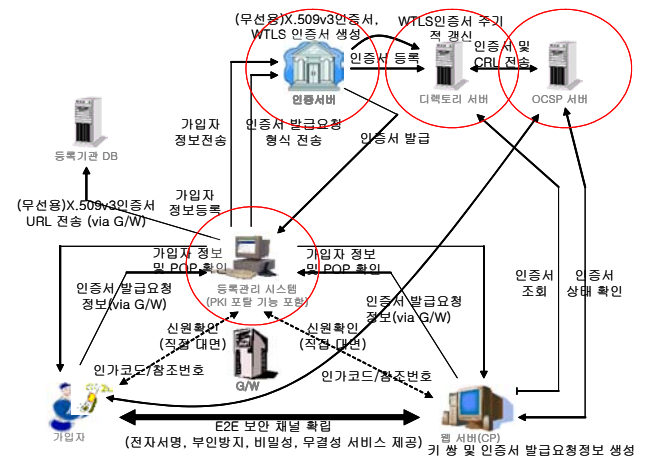 (무선용)X.509v3인증서,
WTLS 인증서 생성
WTLS인증서 주기
적 갱신
인증서 등록
인증서 및
CRL 전송
인증서버
디렉토리 서버
OCSP 서버
가입자
정보전송
인증서 발급요청
형식 전송
인증서 발급
등록기관 DB
가입자
정보등록
(무선용)X.509v3인증서
URL 전송 (via G/W)
가입자 정보
및 POP 확인
가입자 정보
및 POP 확인
등록관리 시스템
(PKI 포탈 기능 포함)
인증서 발급요청
정보(via G/W)
인증서 발급요청
정보(via G/W)
인증서
조회
인증서
상태 확인
신원확인
(직접 대면)
신원확인
(직접 대면)
인가코드/참조번호
G/W
인가코드/참조번호
가입자
E2E 보안 채널 확립
(전자서명, 부인방지, 비밀성, 무결성 서비스 제공)
웹 서버(CP)
키 쌍 및 인증서 발급요청정보 생성